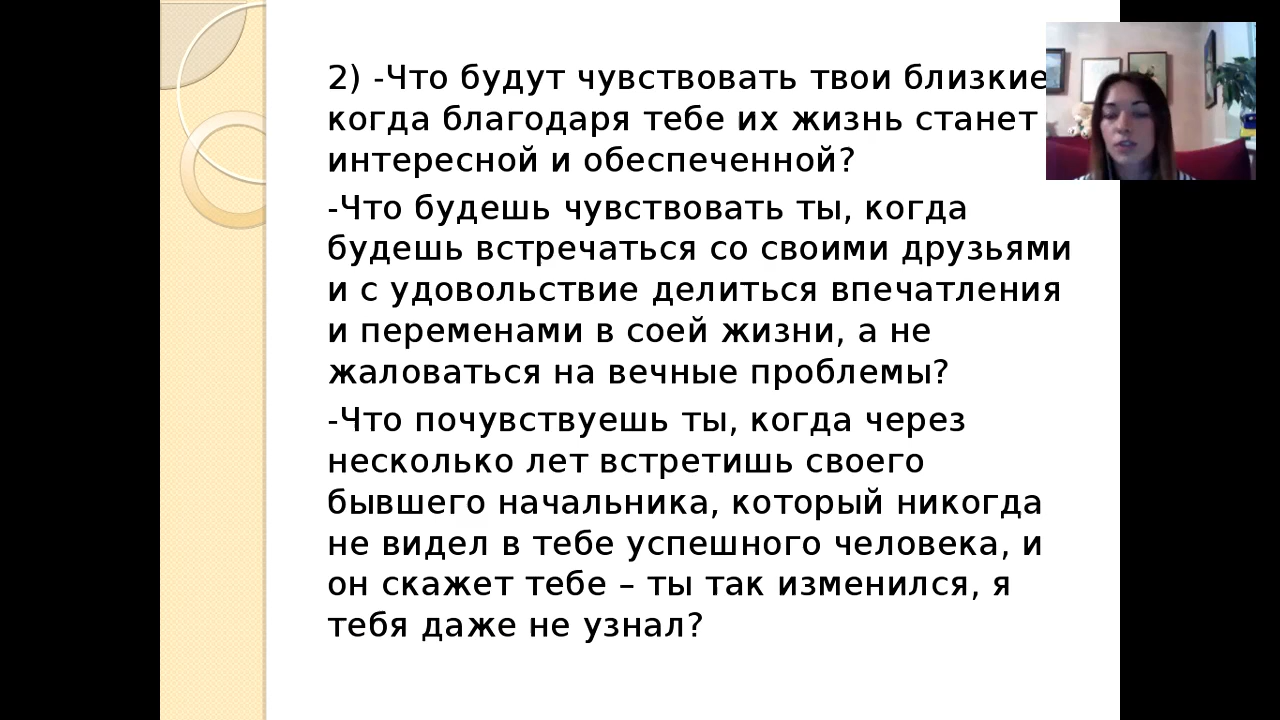 2) -Что будут чувствовать твои близкие
когда благодаря тебе их жизнь станет
интересной и обеспеченной?
-Что будешь чувствовать ты, когда
будешь встречаться со своими друзьями
и с удовольствие делиться впечатления
и переменами в соей жизни, а не
жаловаться на вечные проблемы?
-Что почувствуешь ты, когда через
несколько лет встретишь своего
бывшего начальника, который никогда
не видел в тебе успешного человека, и
он скажет тебе – ты так изменился, я
тебя даже не узнал?